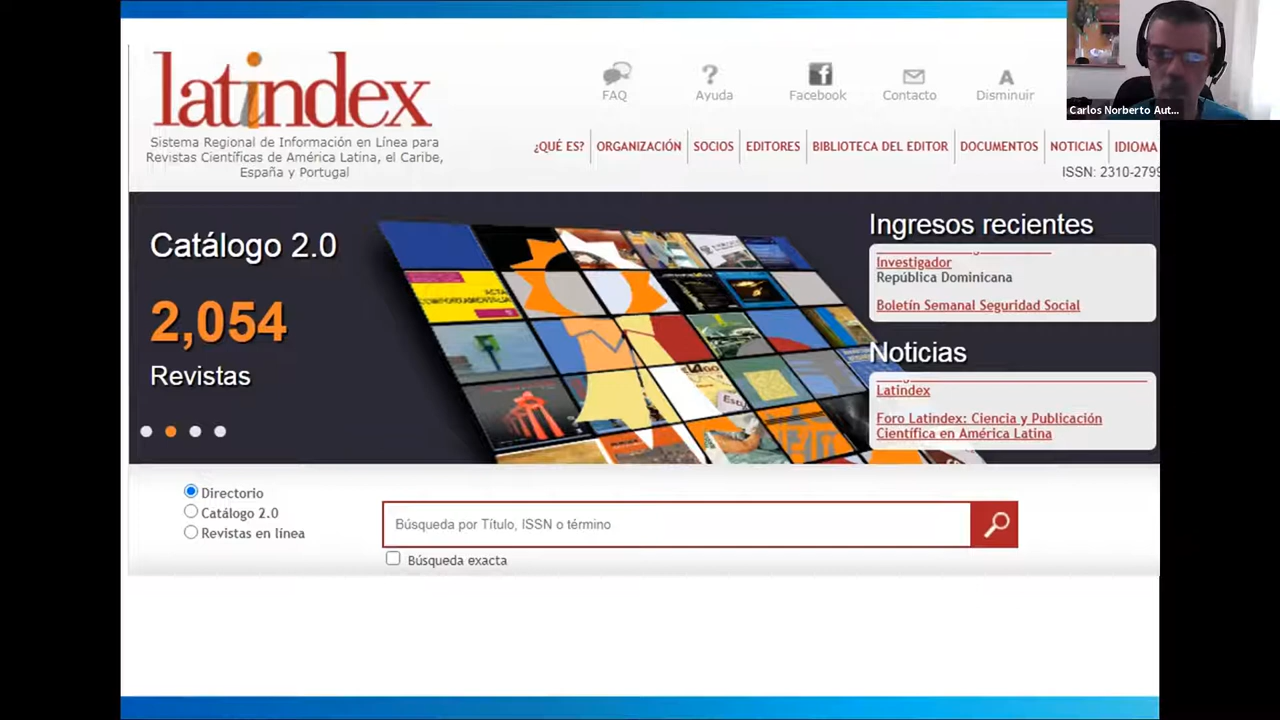 latindex
Sistema Regional de Información en Línea para
Revistas Científicas de América Latina, el Caribe,
España y Portugal
FAQ
Ayuda
Facebook
Contacto
Disminuir
¿QUÉ ES?
ORGANIZACIÓN
SOCIOS
EDITORES
BIBLIOTECA DEL EDITOR
DOCUMENTOS
NOTICIAS
IDIOMA
ISSN: 2310-2799
Carlos Norberto Aut...
Catálogo 2.0
2,054
Revistas
Ingresos recientes
Investigador
República Dominicana
Boletín Semanal Seguridad Social
Noticias
Latindex
Foro Latindex: Ciencia y Publicación
Científica en América Latina
Directorio
Catálogo 2.0
Revistas en línea
Búsqueda por Título, ISSN o término
Búsqueda exacta